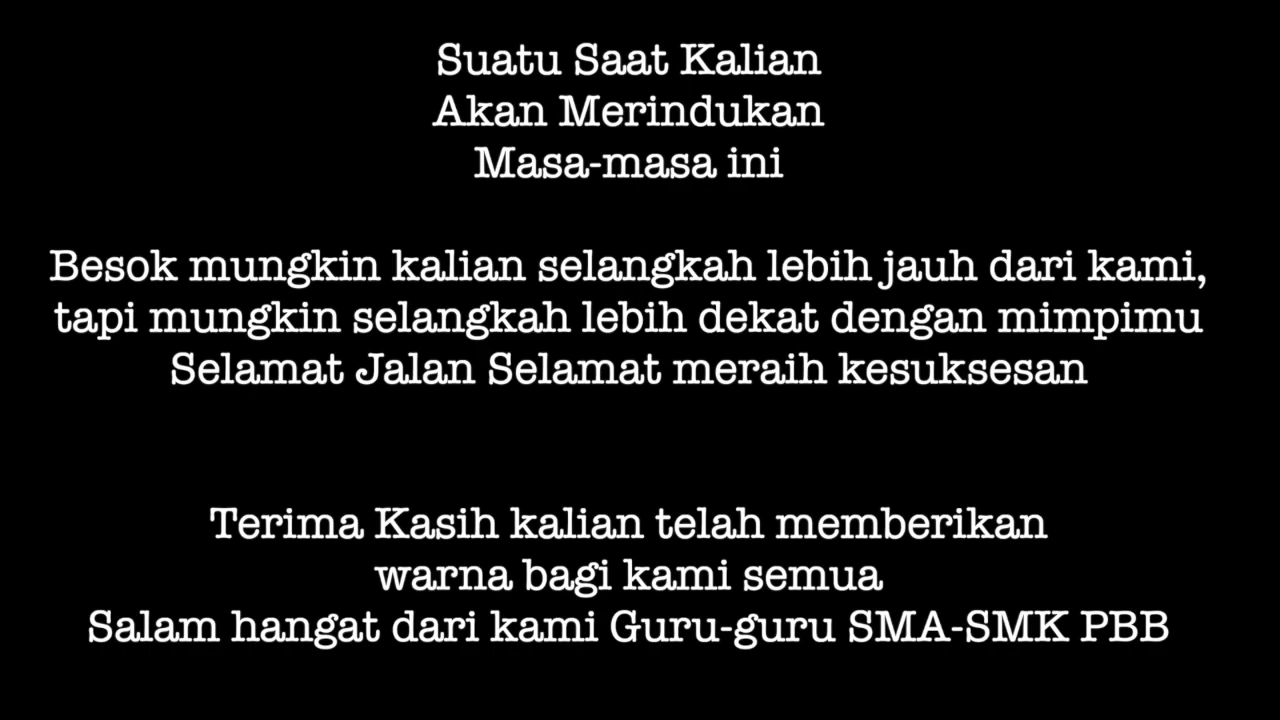 Suatu Saat Kalian
Akan Merindukan
Masa-masa ini
Besok mungkin kalian selangkah lebih jauh dari kami,
tapi mungkin selangkah lebih dekat dengan mimpimu
Selamat Jalan Selamat meraih kesuksesan
Terima Kasih kalian telah memberikan
warna bagi kami semua
Salam hangat dari kami Guru-guru SMA-SMK PBB